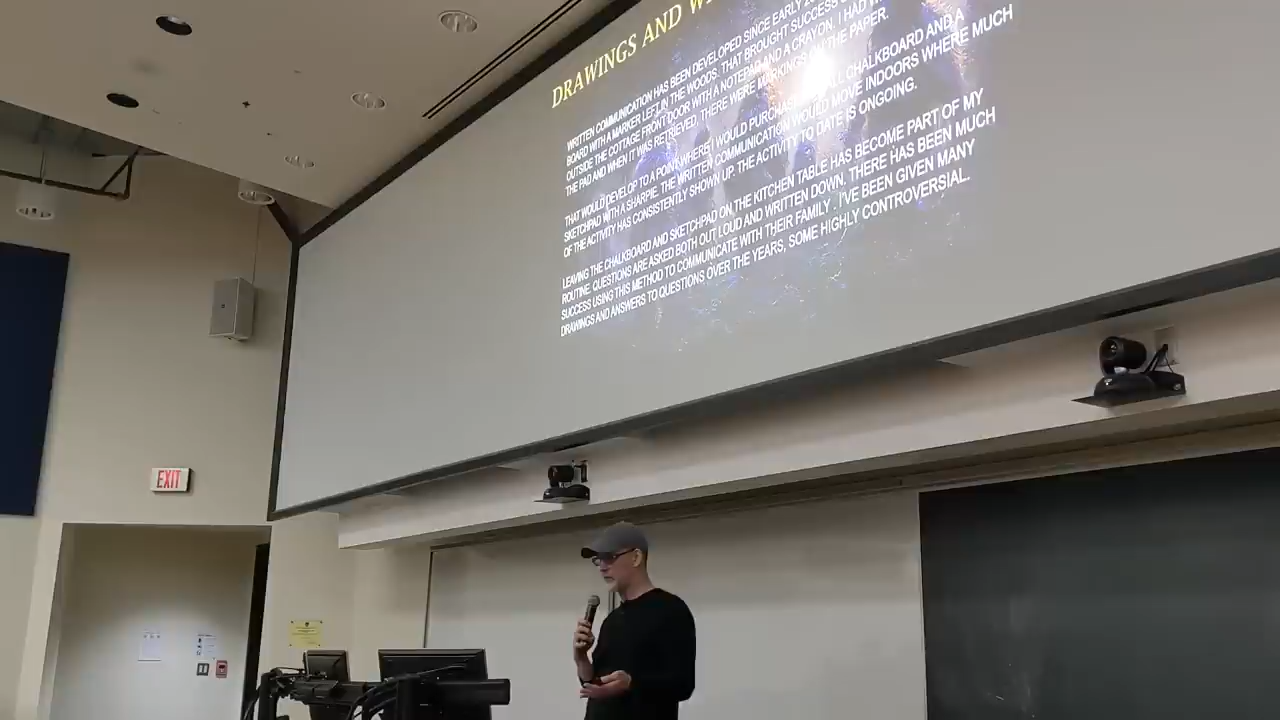 DRAWINGS AND
WRITTEN COMMUNICATION HAS BEEN DEVELOPED SINCE EARLY
BOARD WITH A MARKER LEFT IN THE WOODS. THAT BROUGHT SUCCESS
OUTSIDE THE COTTAGE FRONT DOOR WITH A NOTEPAD AND A CRAYON. I HAD
THE PAD AND WHEN IT WAS RETRIEVED, THERE WERE MARKINGS ON THE PAPER.
THAT WOULD DEVELOP TO A POINT WHERE I WOULD PURCHASE CHALKBOARD AND A
SKETCHPAD WITH A SHARPIE. THE WRITTEN COMMUNICATION WOULD MOVE INDOORS WHERE MUCH
OF THE ACTIVITY HAS CONSISTENTLY SHOWN UP. THE ACTIVITY TO DATE IS ONGOING.
LEAVING THE CHALKBOARD AND SKETCHPAD ON THE KITCHEN TABLE HAS BECOME PART OF MY
ROUTINE. QUESTIONS ARE ASKED BOTH OUT LOUD AND WRITTEN DOWN. THERE HAS BEEN MUCH
SUCCESS USING THIS METHOD TO COMMUNICATE WITH THEIR FAMILY . I'VE BEEN GIVEN MANY
DRAWINGS AND ANSWERS TO QUESTIONS OVER THE YEARS, SOME HIGHLY CONTROVERSIAL.
EXIT